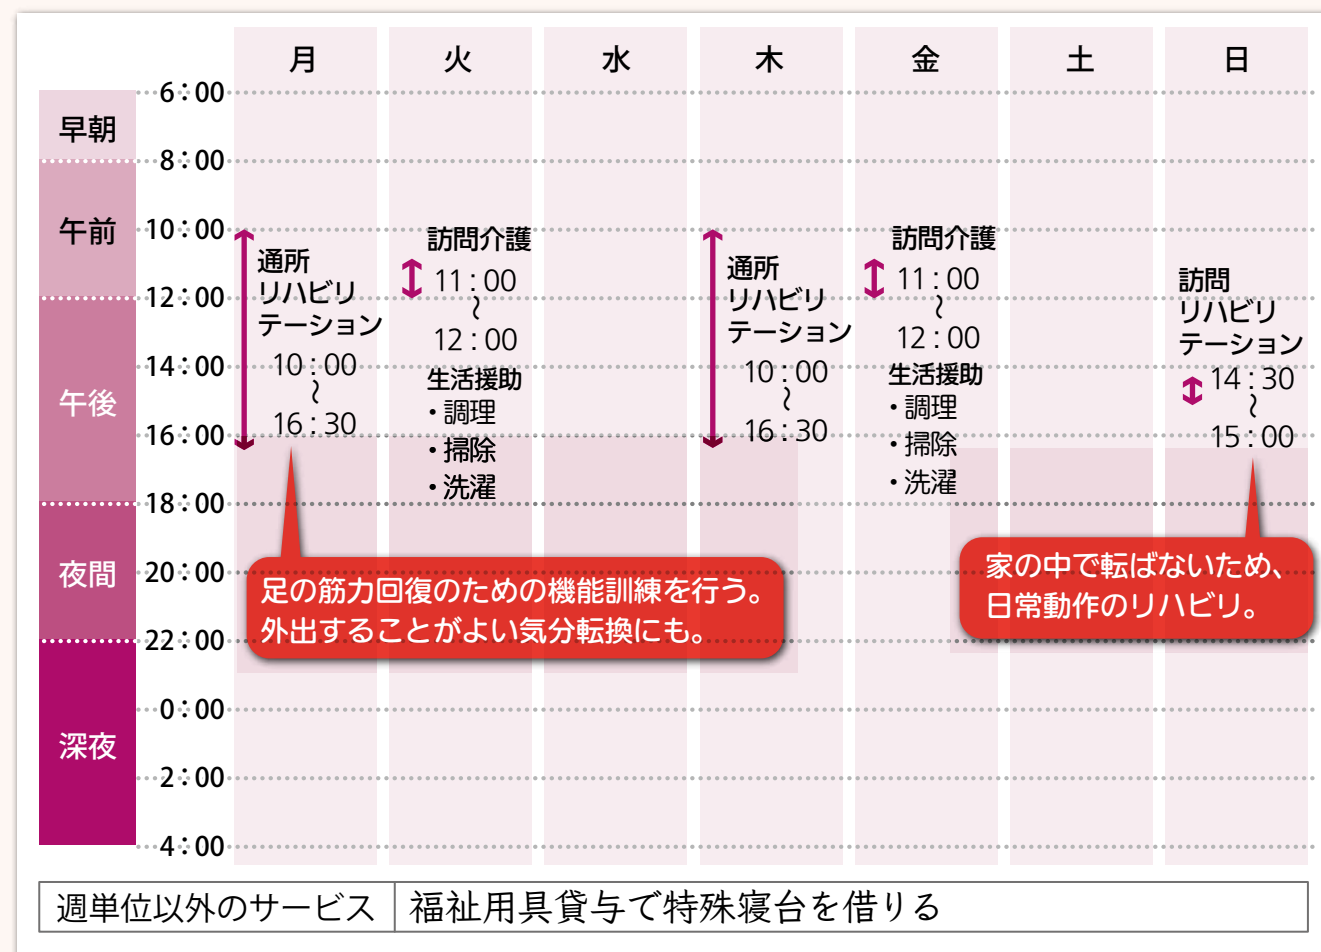 月 火 水 木 金 土 日
早朝
午前
午後
夜間
深夜
6：00
8：00
10：00
12：00
14：00
16：00
18：00
20：00
22：00
0：00
2：00
4：00
通所
リハビリ
テーション
10：00
〜
16：30
訪問介護
11：00
〜
12：00
生活援助
・調理
・掃除
・洗濯
通所
リハビリ
テーション
10：00
〜
16：30
訪問介護
11：00
〜
12：00
生活援助
・調理
・掃除
・洗濯
訪問
リハビリ
テーション
14：30
〜
15：00
足の筋力回復のための機能訓練を行う。
外出することがよい気分転換にも。
家の中で転ばないため、
日常動作のリハビリ。
週単位以外のサービス 福祉用具貸与で特殊寝台を借りる